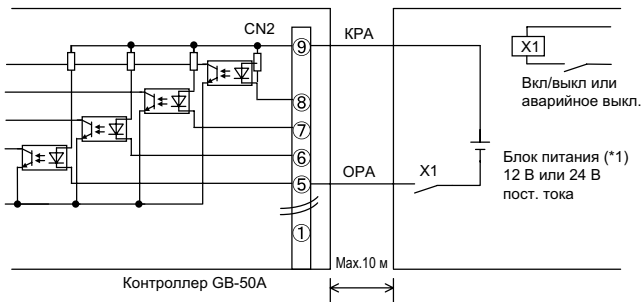 CN2
⑨
КРА
X1
Вкл/выкл или
аварийное выкл.
⑧
⑦
⑥
⑤
ОРА
X1
Блок питания (*1)
12 В или 24 В
пост. тока
①
Max.10 м
Контроллер GB-50A